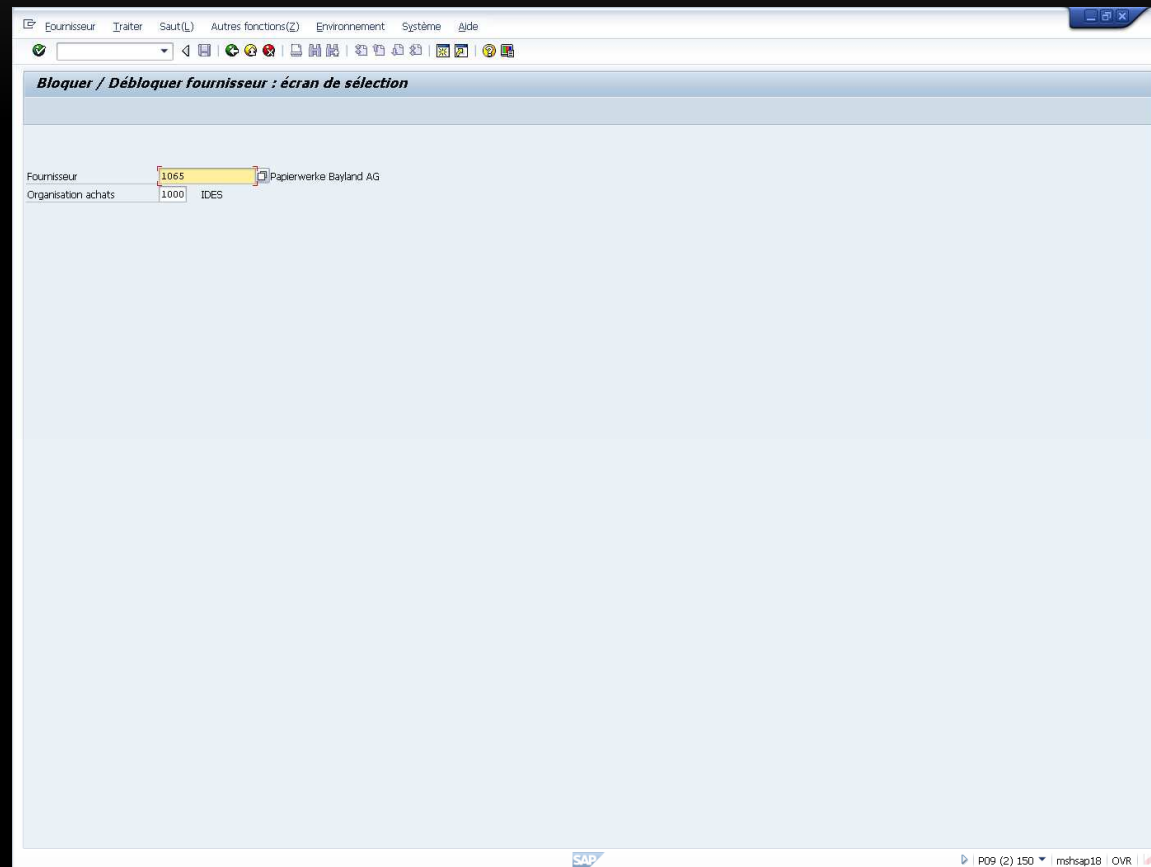 Fournisseur Traiter Saut(L) Autres fonctions(Z) Environnement Système Aide
Bloquer / Débloquer fournisseur : écran de sélection
Fournisseur 1065 Papierwerke Bayland AG
Organisation achats 1000 IDES
SAP P09 (2) 150 mshsap18 OVR